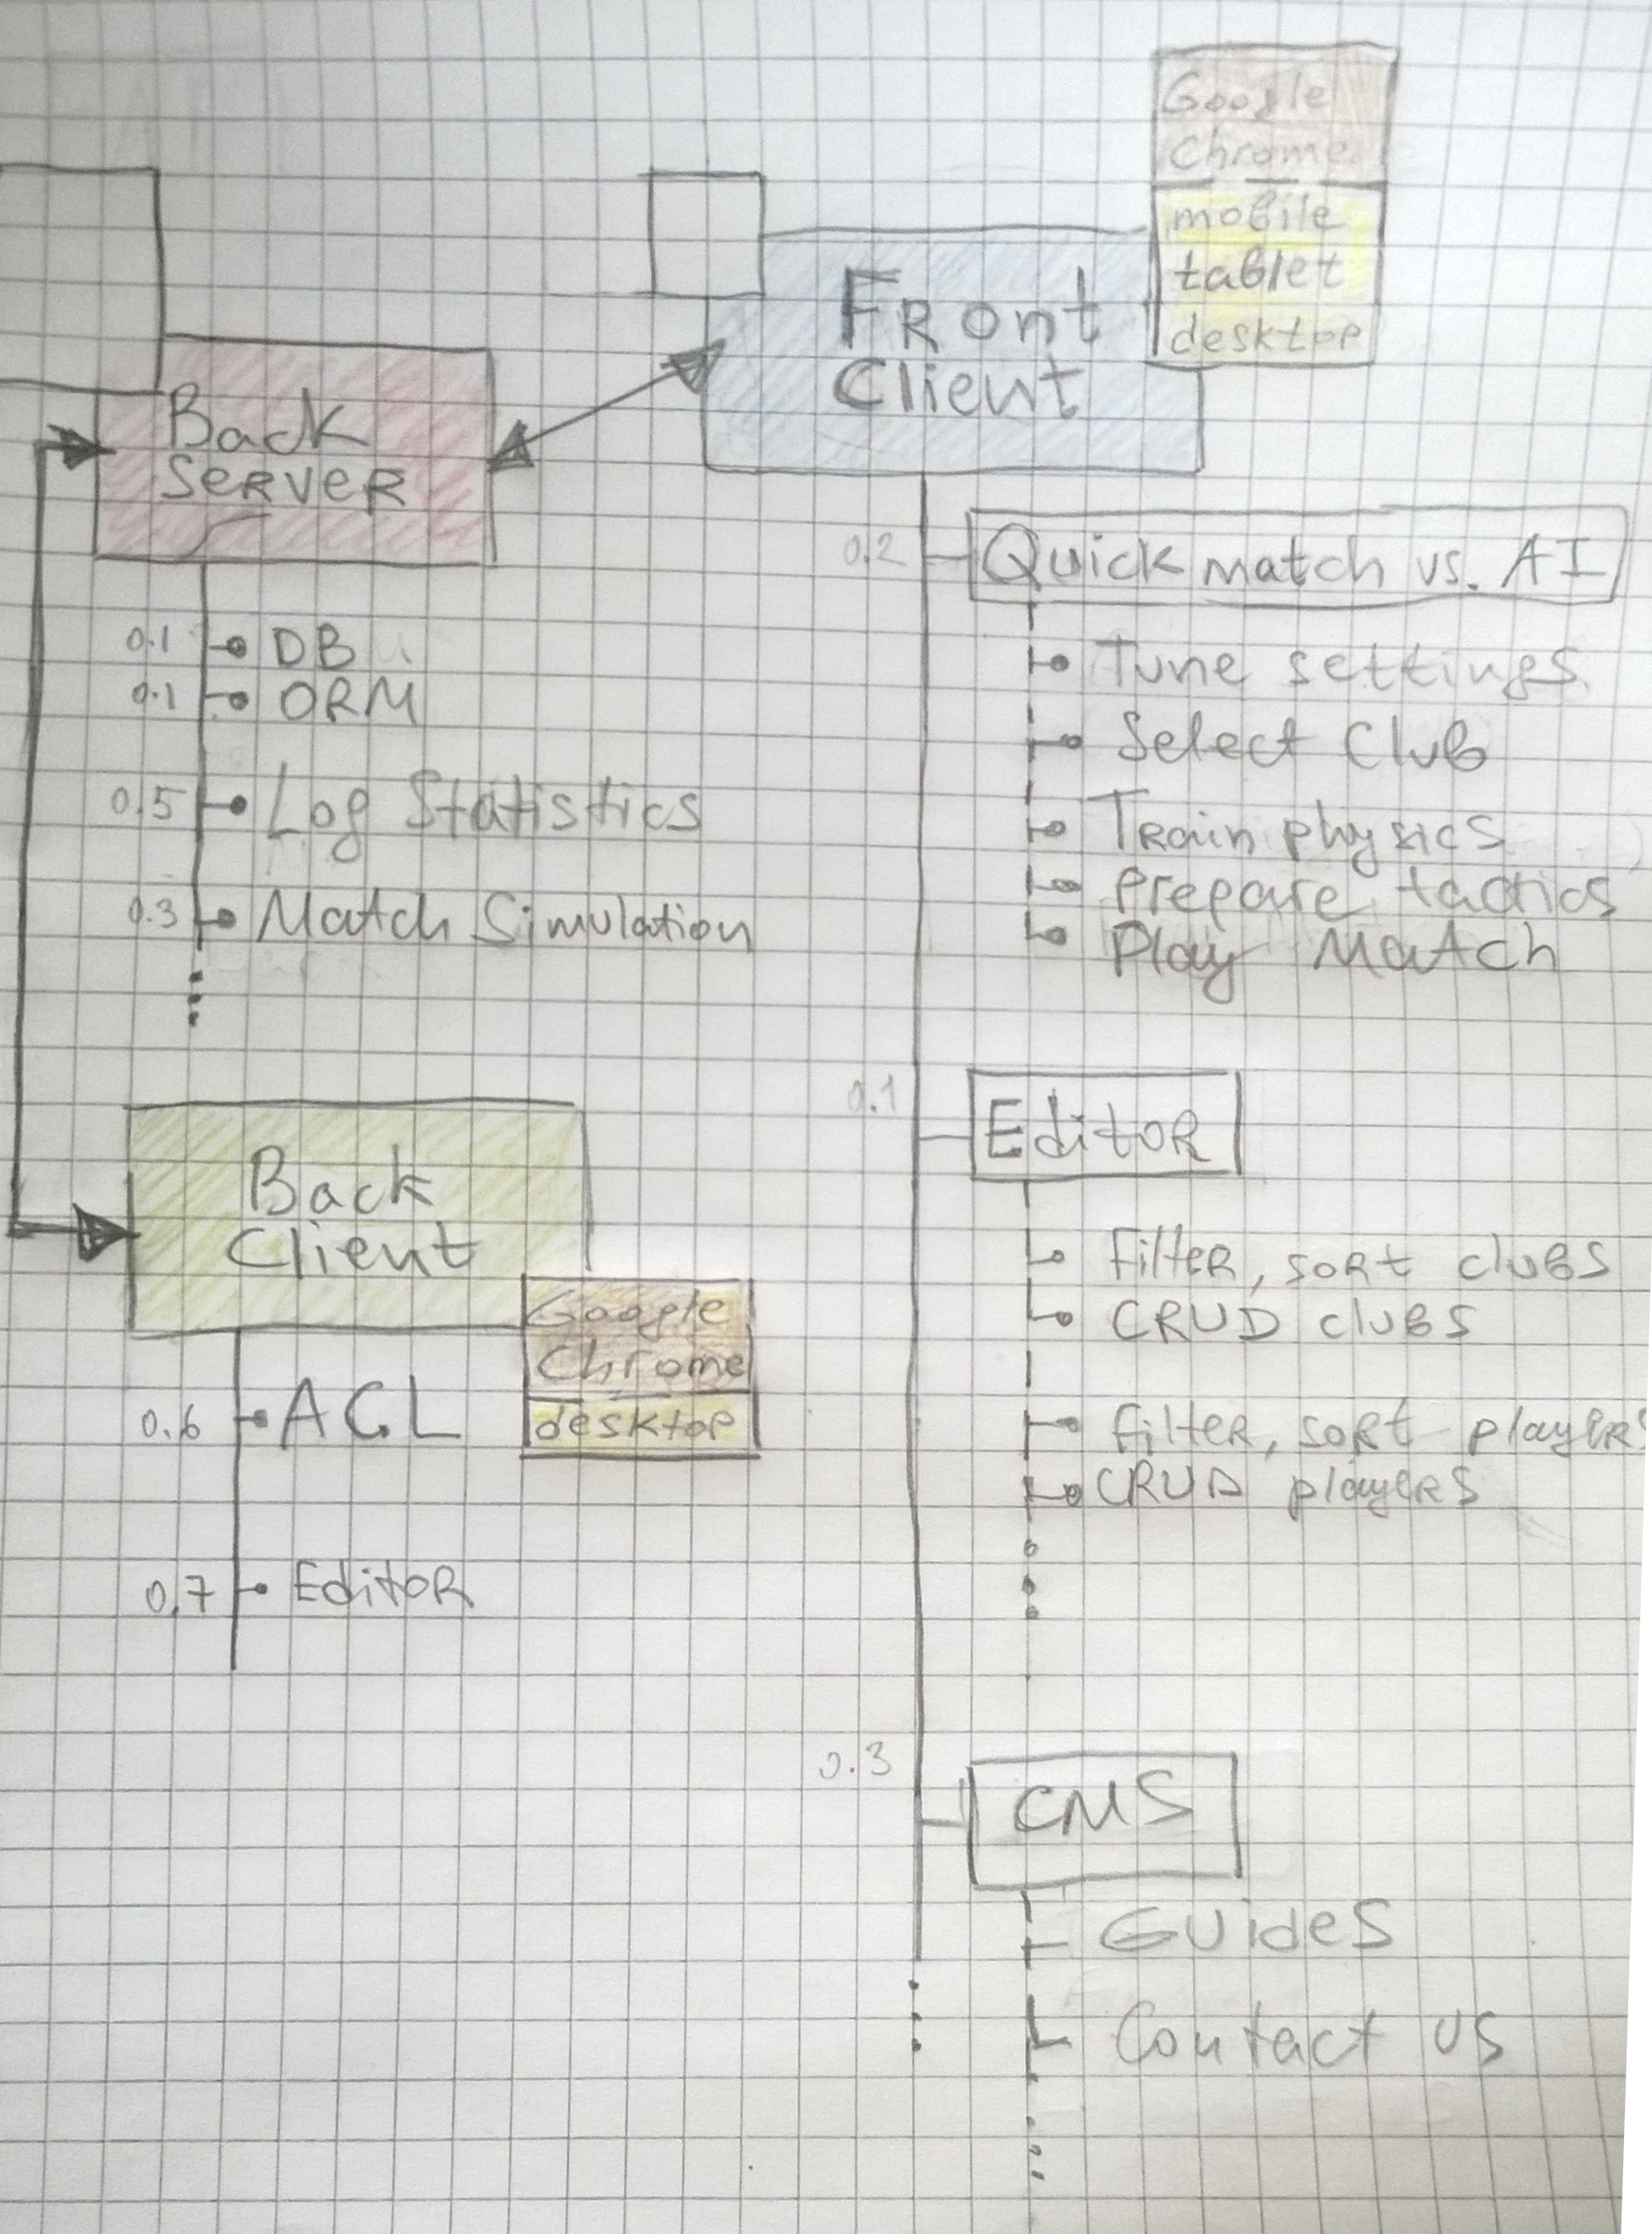 Google
Chrome
mobile
tablet
desktop
Front
Client
Back
Server
0.1 DB
0.1 ORM
0.5 Log Statistics
0.3 Match Simulation
Back
Client
Google
Chrome
desktop
0.6 ACL
0.7 Editor
0.2 Quick match vs. AI
Tune settings
Select Club
Train physics
Prepare tactics
Play Match
0.1 Editor
Filter, sort clubs
CRUD clubs
Filter, sort players
CRUD players
0.3 CMS
Guides
Contact us